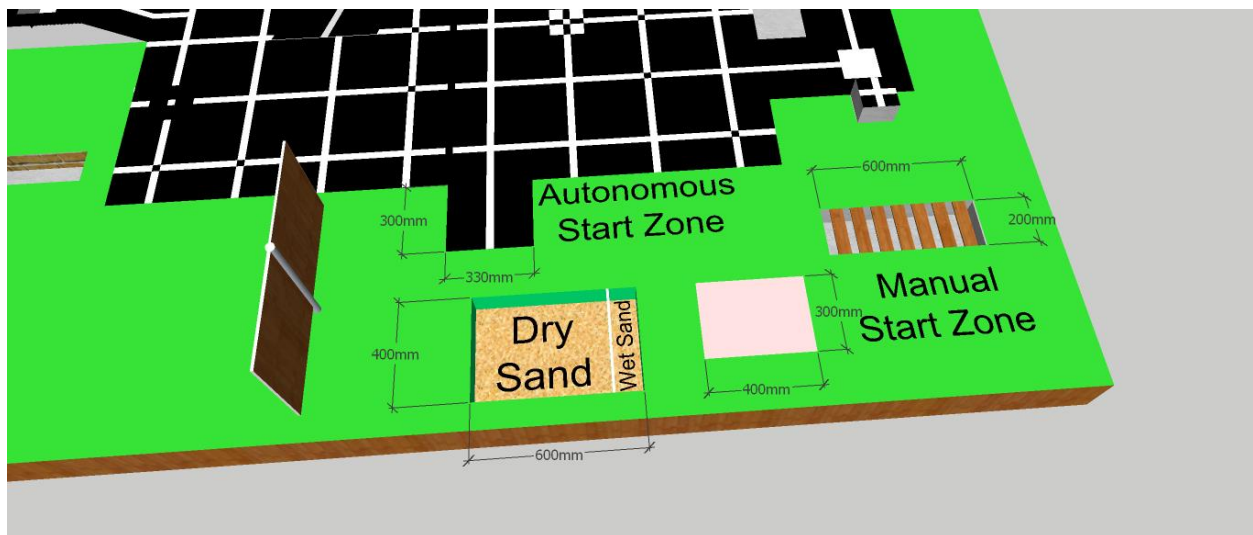 600mm
200mm
Autonomous
Start Zone
300mm
330mm
Manual
Start Zone
300mm
Dry
Sand
Wet Sand
400mm
400mm
600mm